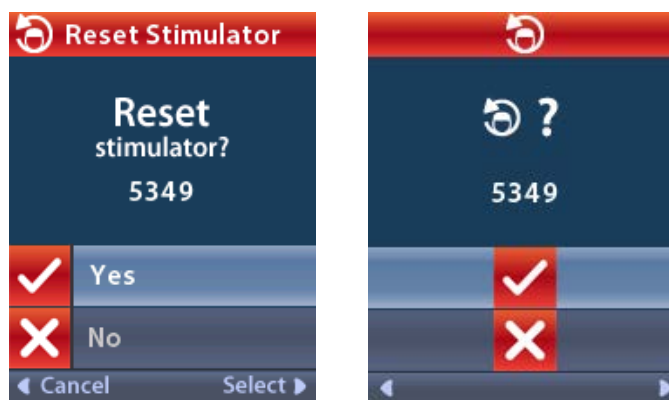 Reset Stimulator
Reset
stimulator?
5349
Yes
No
Cancel
Select
?
5349